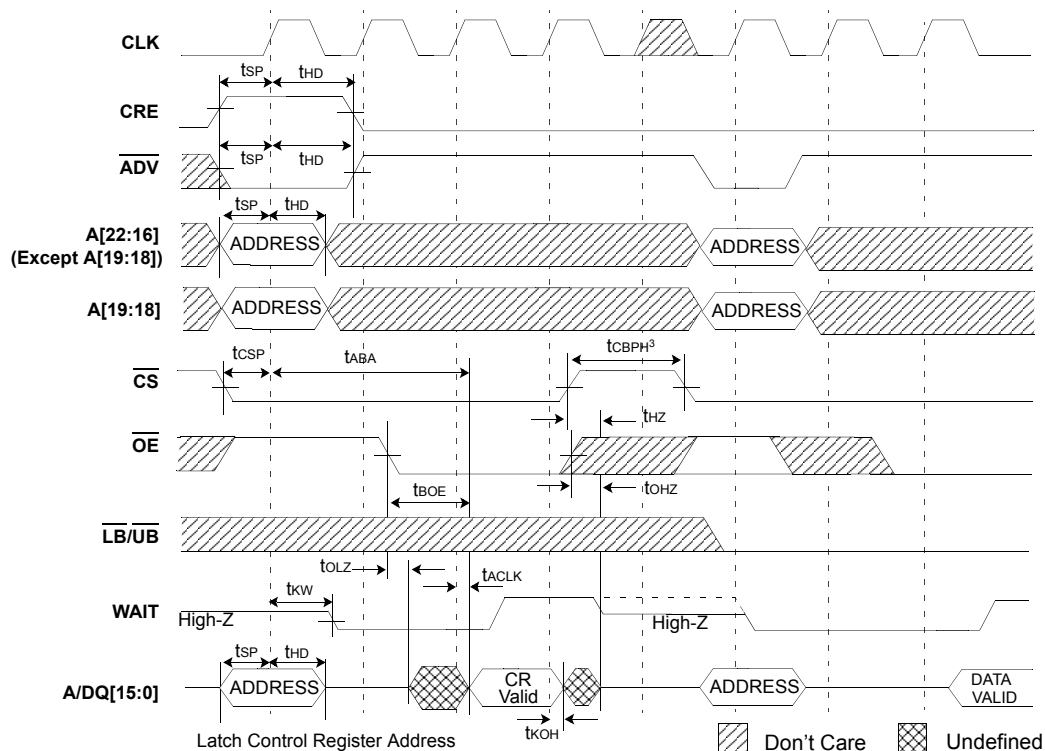 CLK
tSP tHD
CRE
tSP tHD
ADV
tSP tHD
A[22:16]
(Except A[19:18])
ADDRESS ADDRESS
A[19:18] ADDRESS ADDRESS
tCSP tABA tCBPH3
CS
tHZ
OE
tBOE tOHZ
LB/UB
tOLZ tACLK
tKW
WAIT
High-Z High-Z
tSP tHD
A/DQ[15:0] ADDRESS CR Valid ADDRESS DATA VALID
tKOH
Latch Control Register Address Don't Care Undefined